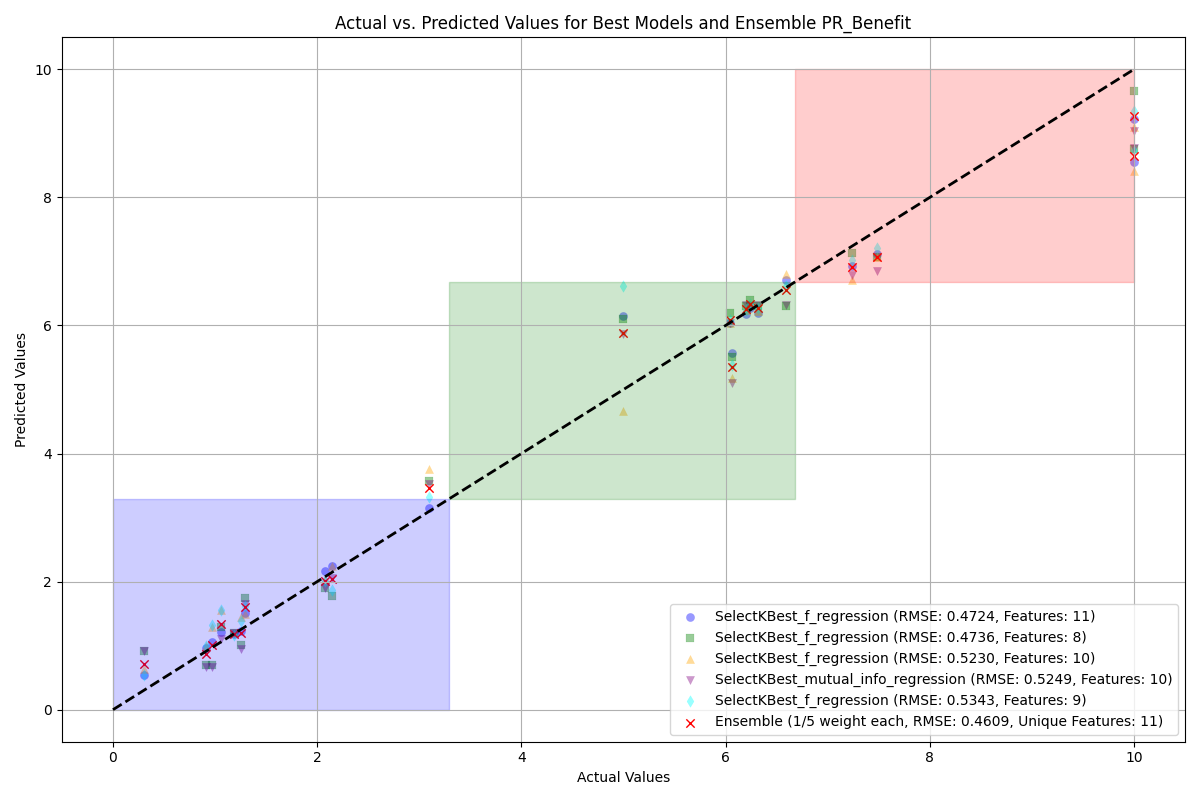 Actual vs. Predicted Values for Best Models and Ensemble PR_Benefit
Predicted Values
10
8
6
4
2
0
SelectKBest_f_regression (RMSE: 0.4724, Features: 11)
SelectKBest_f_regression (RMSE: 0.4736, Features: 8)
SelectKBest_f_regression (RMSE: 0.5230, Features: 10)
SelectKBest_mutual_info_regression (RMSE: 0.5249, Features: 10)
SelectKBest_f_regression (RMSE: 0.5343, Features: 9)
Ensemble (1/5 weight each, RMSE: 0.4609, Unique Features: 11)
0 2 4 6 8 10
Actual Values